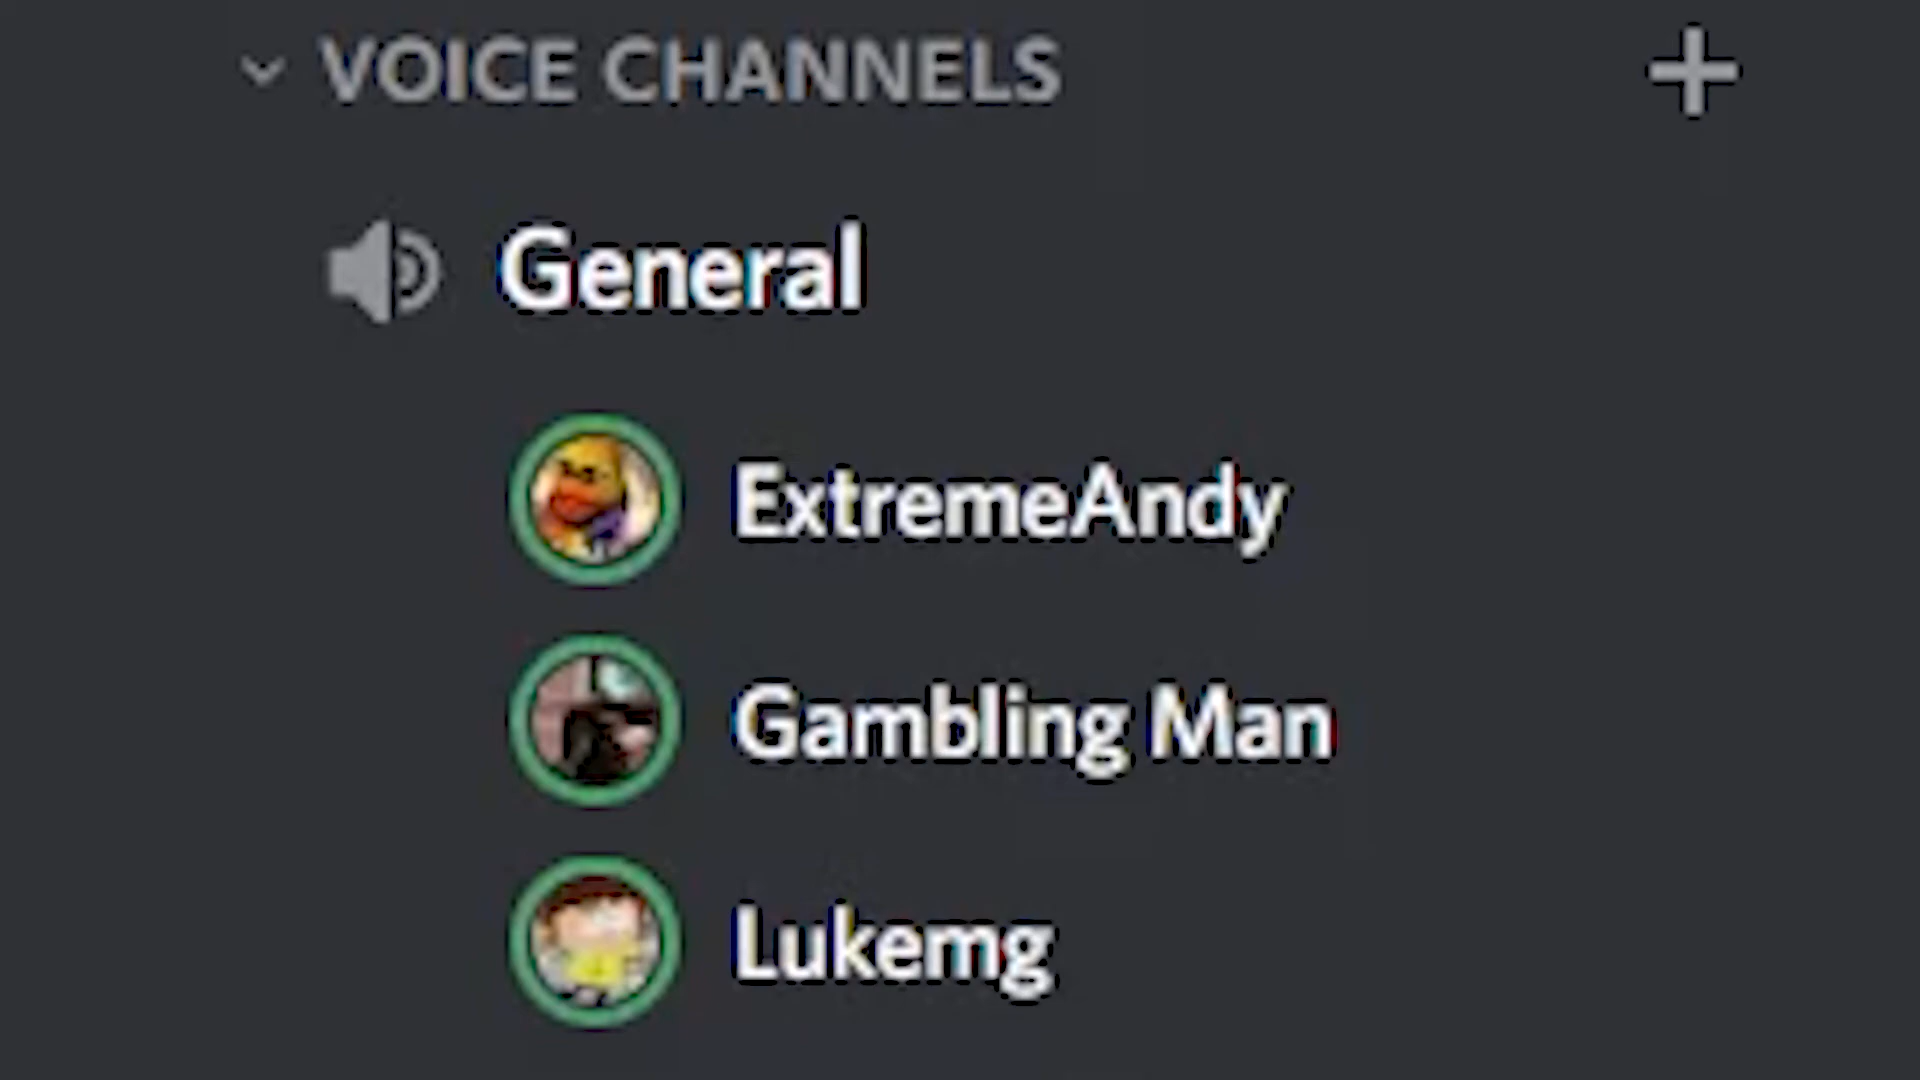 VOICE CHANNELS
General
ExtremeAndy
Gambling Man
Lukemg